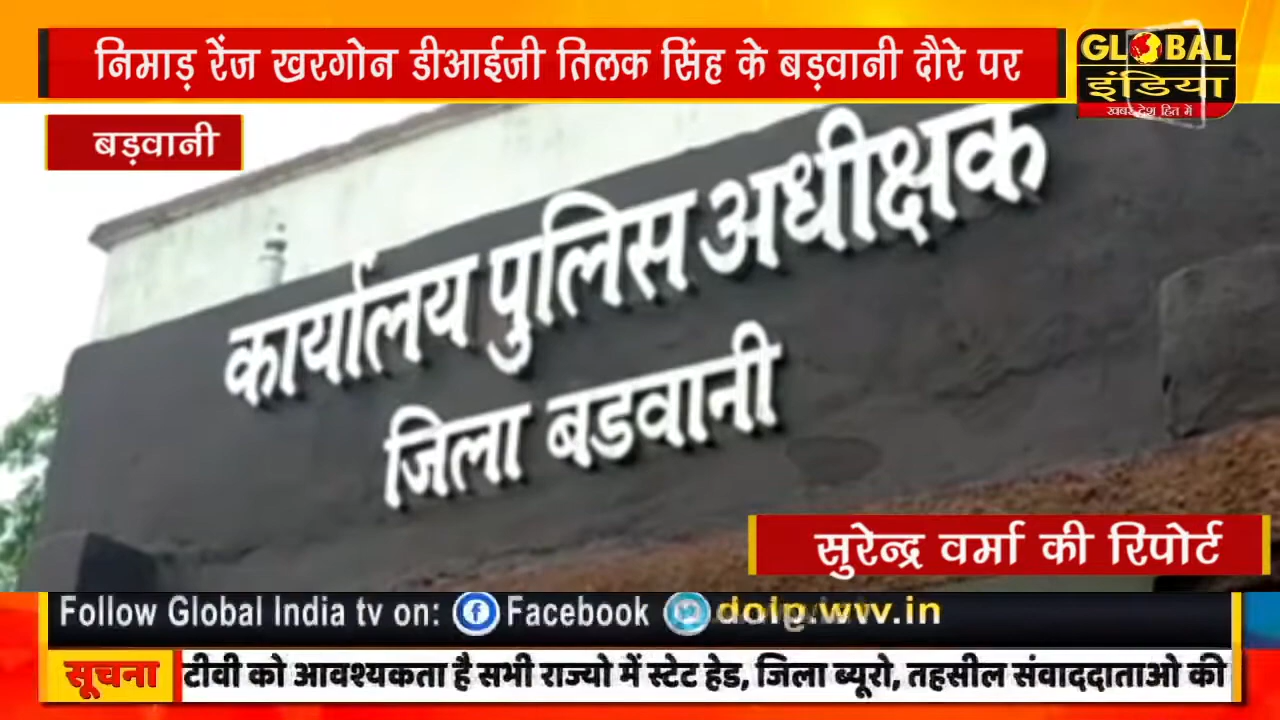 निमाड़ रेंज खरगोन डीआईजी तिलक सिंह के बड़वानी दौरे पर
GLOBAL
इंडिया
खबर देश हित में
बड़वानी
कार्यालय पुलिस अधीक्षक
जिला बडवानी
सुरेन्द्र वर्मा की रिपोर्ट
Follow Global India tv on: Facebook
सूचना टीवी को आवश्यकता है सभी राज्यो में स्टेट हेड, जिला ब्यूरो, तहसील संवाददाताओ की